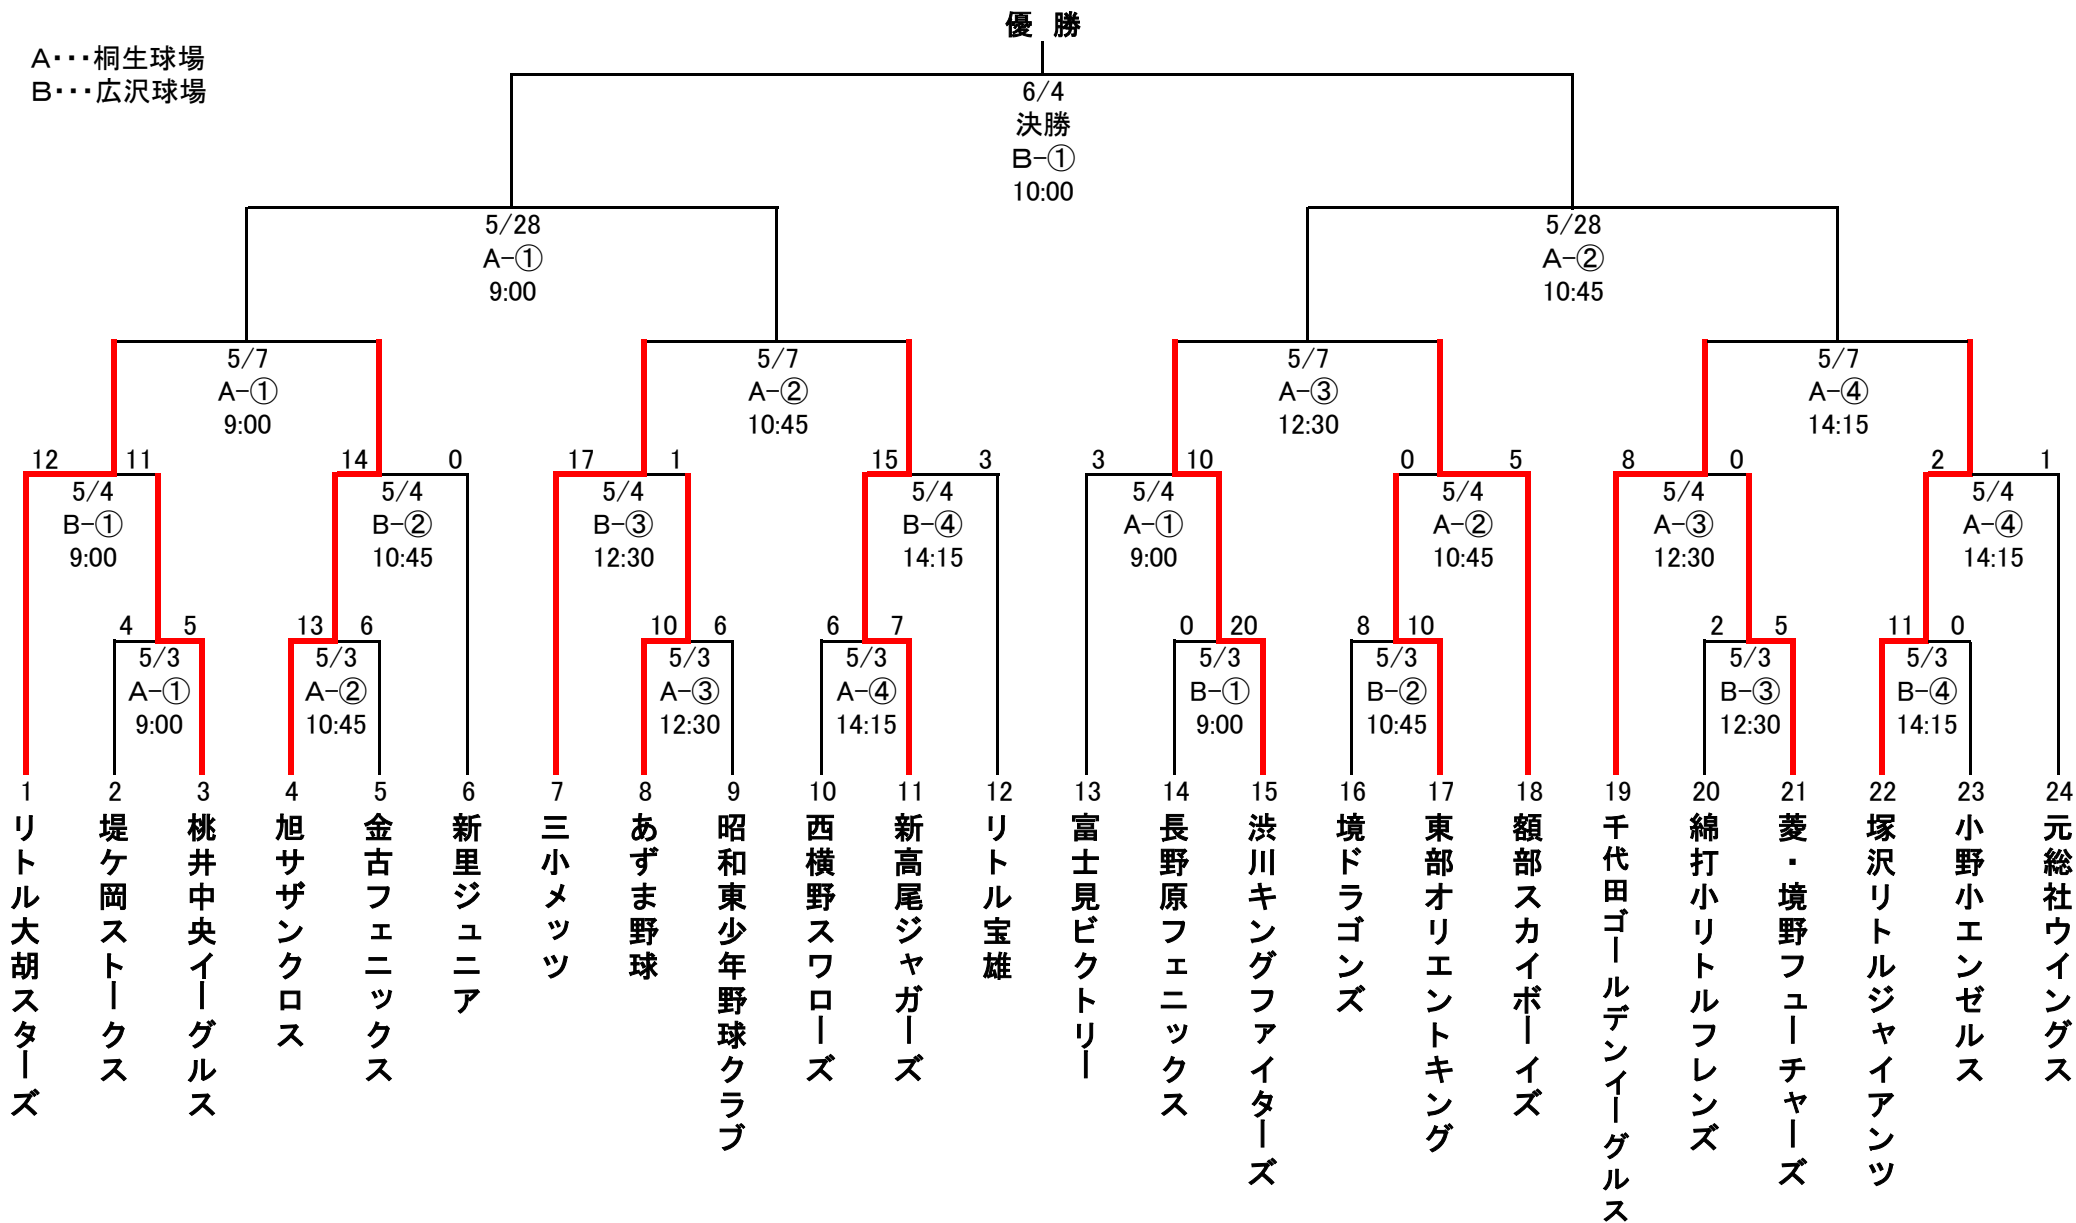 優 勝
A･･･桐生球場
B･･･広沢球場
6/4
決勝
B-①
10:00
5/28
A-①
9:00
5/28
A-②
10:45
5/7
A-①
9:00
5/7
A-②
10:45
5/7
A-③
12:30
5/7
A-④
14:15
12 11
5/4
B-①
9:00
14 0
5/4
B-②
10:45
17 1
5/4
B-③
12:30
15 3
5/4
B-④
14:15
3 10
5/4
A-①
9:00
0 5
5/4
A-②
10:45
8 0
5/4
A-③
12:30
2 1
5/4
A-④
14:15
4 5
5/3
A-①
9:00
13 6
5/3
A-②
10:45
10 6
5/3
A-③
12:30
6 7
5/3
A-④
14:15
0 20
5/3
B-①
9:00
8 10
5/3
B-②
10:45
2 5
5/3
B-③
12:30
11 0
5/3
B-④
14:15
1
リトル大胡スターズ
2
堤ケ岡ストークス
3
桃井中央イーグルス
4
旭サザンクロス
5
金古フェニックス
6
新里ジュニア
7
三小メッツ
8
あずま野球
9
昭和東少年野球クラブ
10
西横野スワローズ
11
新高尾ジャガーズ
12
リトル宝雄
13
富士見ビクトリー
14
長野原フェニックス
15
渋川キングファイターズ
16
境ドラゴンズ
17
東部オリエントキング
18
額部スカイボーイズ
19
千代田ゴールデンイーグルス
20
綿打小リトルフレンズ
21
菱・境野フューチャーズ
22
塚沢リトルジャイアンツ
23
小野小エンゼルス
24
元総社ウイングス